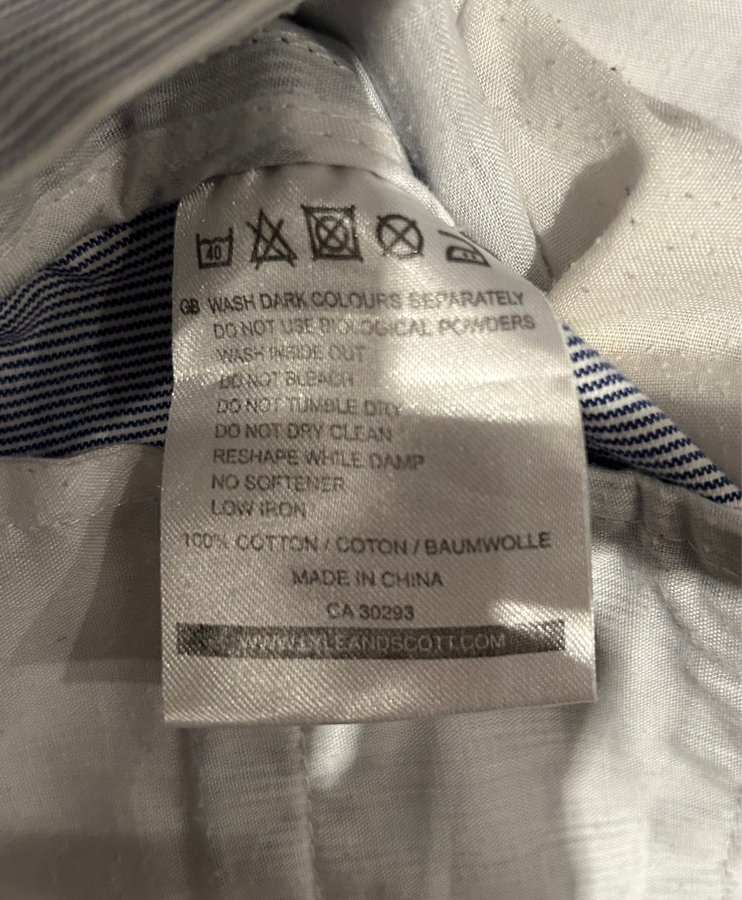 40
GB WASH DARK COLOURS SEPARATELY
DO NOT USE BIOLOGICAL POWDERS
WASH INSIDE OUT
DO NOT BLEACH
DO NOT TUMBLE DRY
DO NOT DRY CLEAN
RESHAPE WHILE DAMP
NO SOFTENER
LOW IRON
100% COTTON / COTON / BAUMWOLLE
MADE IN CHINA
CA 30293
WWW.LYLEANDSCOTT.COM